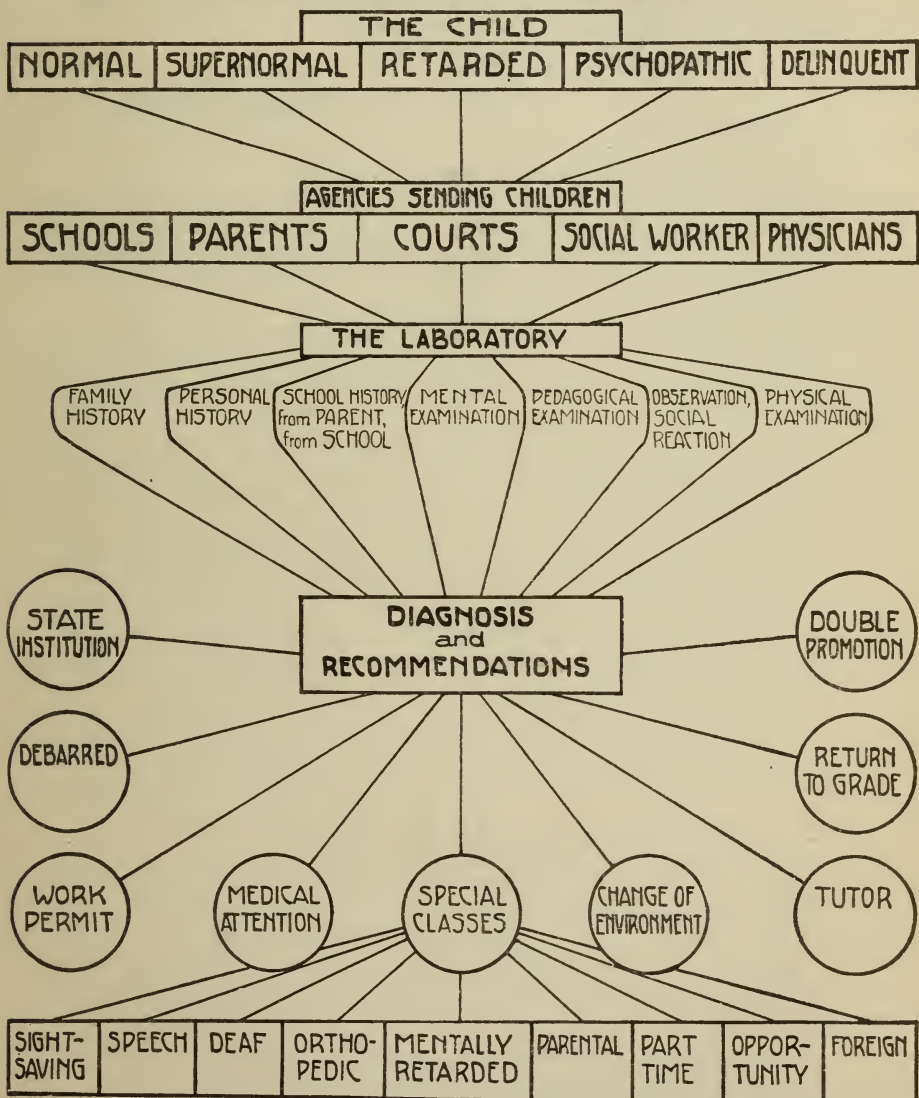 THE CHILD
NORMAL SUPERNORMAL RETARDED PSYCHOPATHIC DELINQUENT
AGENCIES SENDING CHILDREN
SCHOOLS PARENTS COURTS SOCIAL WORKER PHYSICIANS
THE LABORATORY
FAMILY HISTORY
PERSONAL HISTORY
SCHOOL HISTORY,
from PARENT,
from SCHOOL
MENTAL EXAMINATION
PEDAGOGICAL EXAMINATION
OBSERVATION,
SOCIAL
REACTION
PHYSICAL EXAMINATION
DIAGNOSIS
and
RECOMMENDATIONS
STATE
INSTITUTION
DOUBLE
PROMOTION
DEBARRED
RETURN
TO GRADE
WORK
PERMIT
MEDICAL
ATTENTION
SPECIAL
CLASSES
CHANGE OF
ENVIRONMENT
TUTOR
SIGHT-
SAVING
SPEECH
DEAF
ORTHO-
PEDIC
MENTALLY
RETARDED
PARENTAL
PART
TIME
OPPOR-
TUNITY
FOREIGN